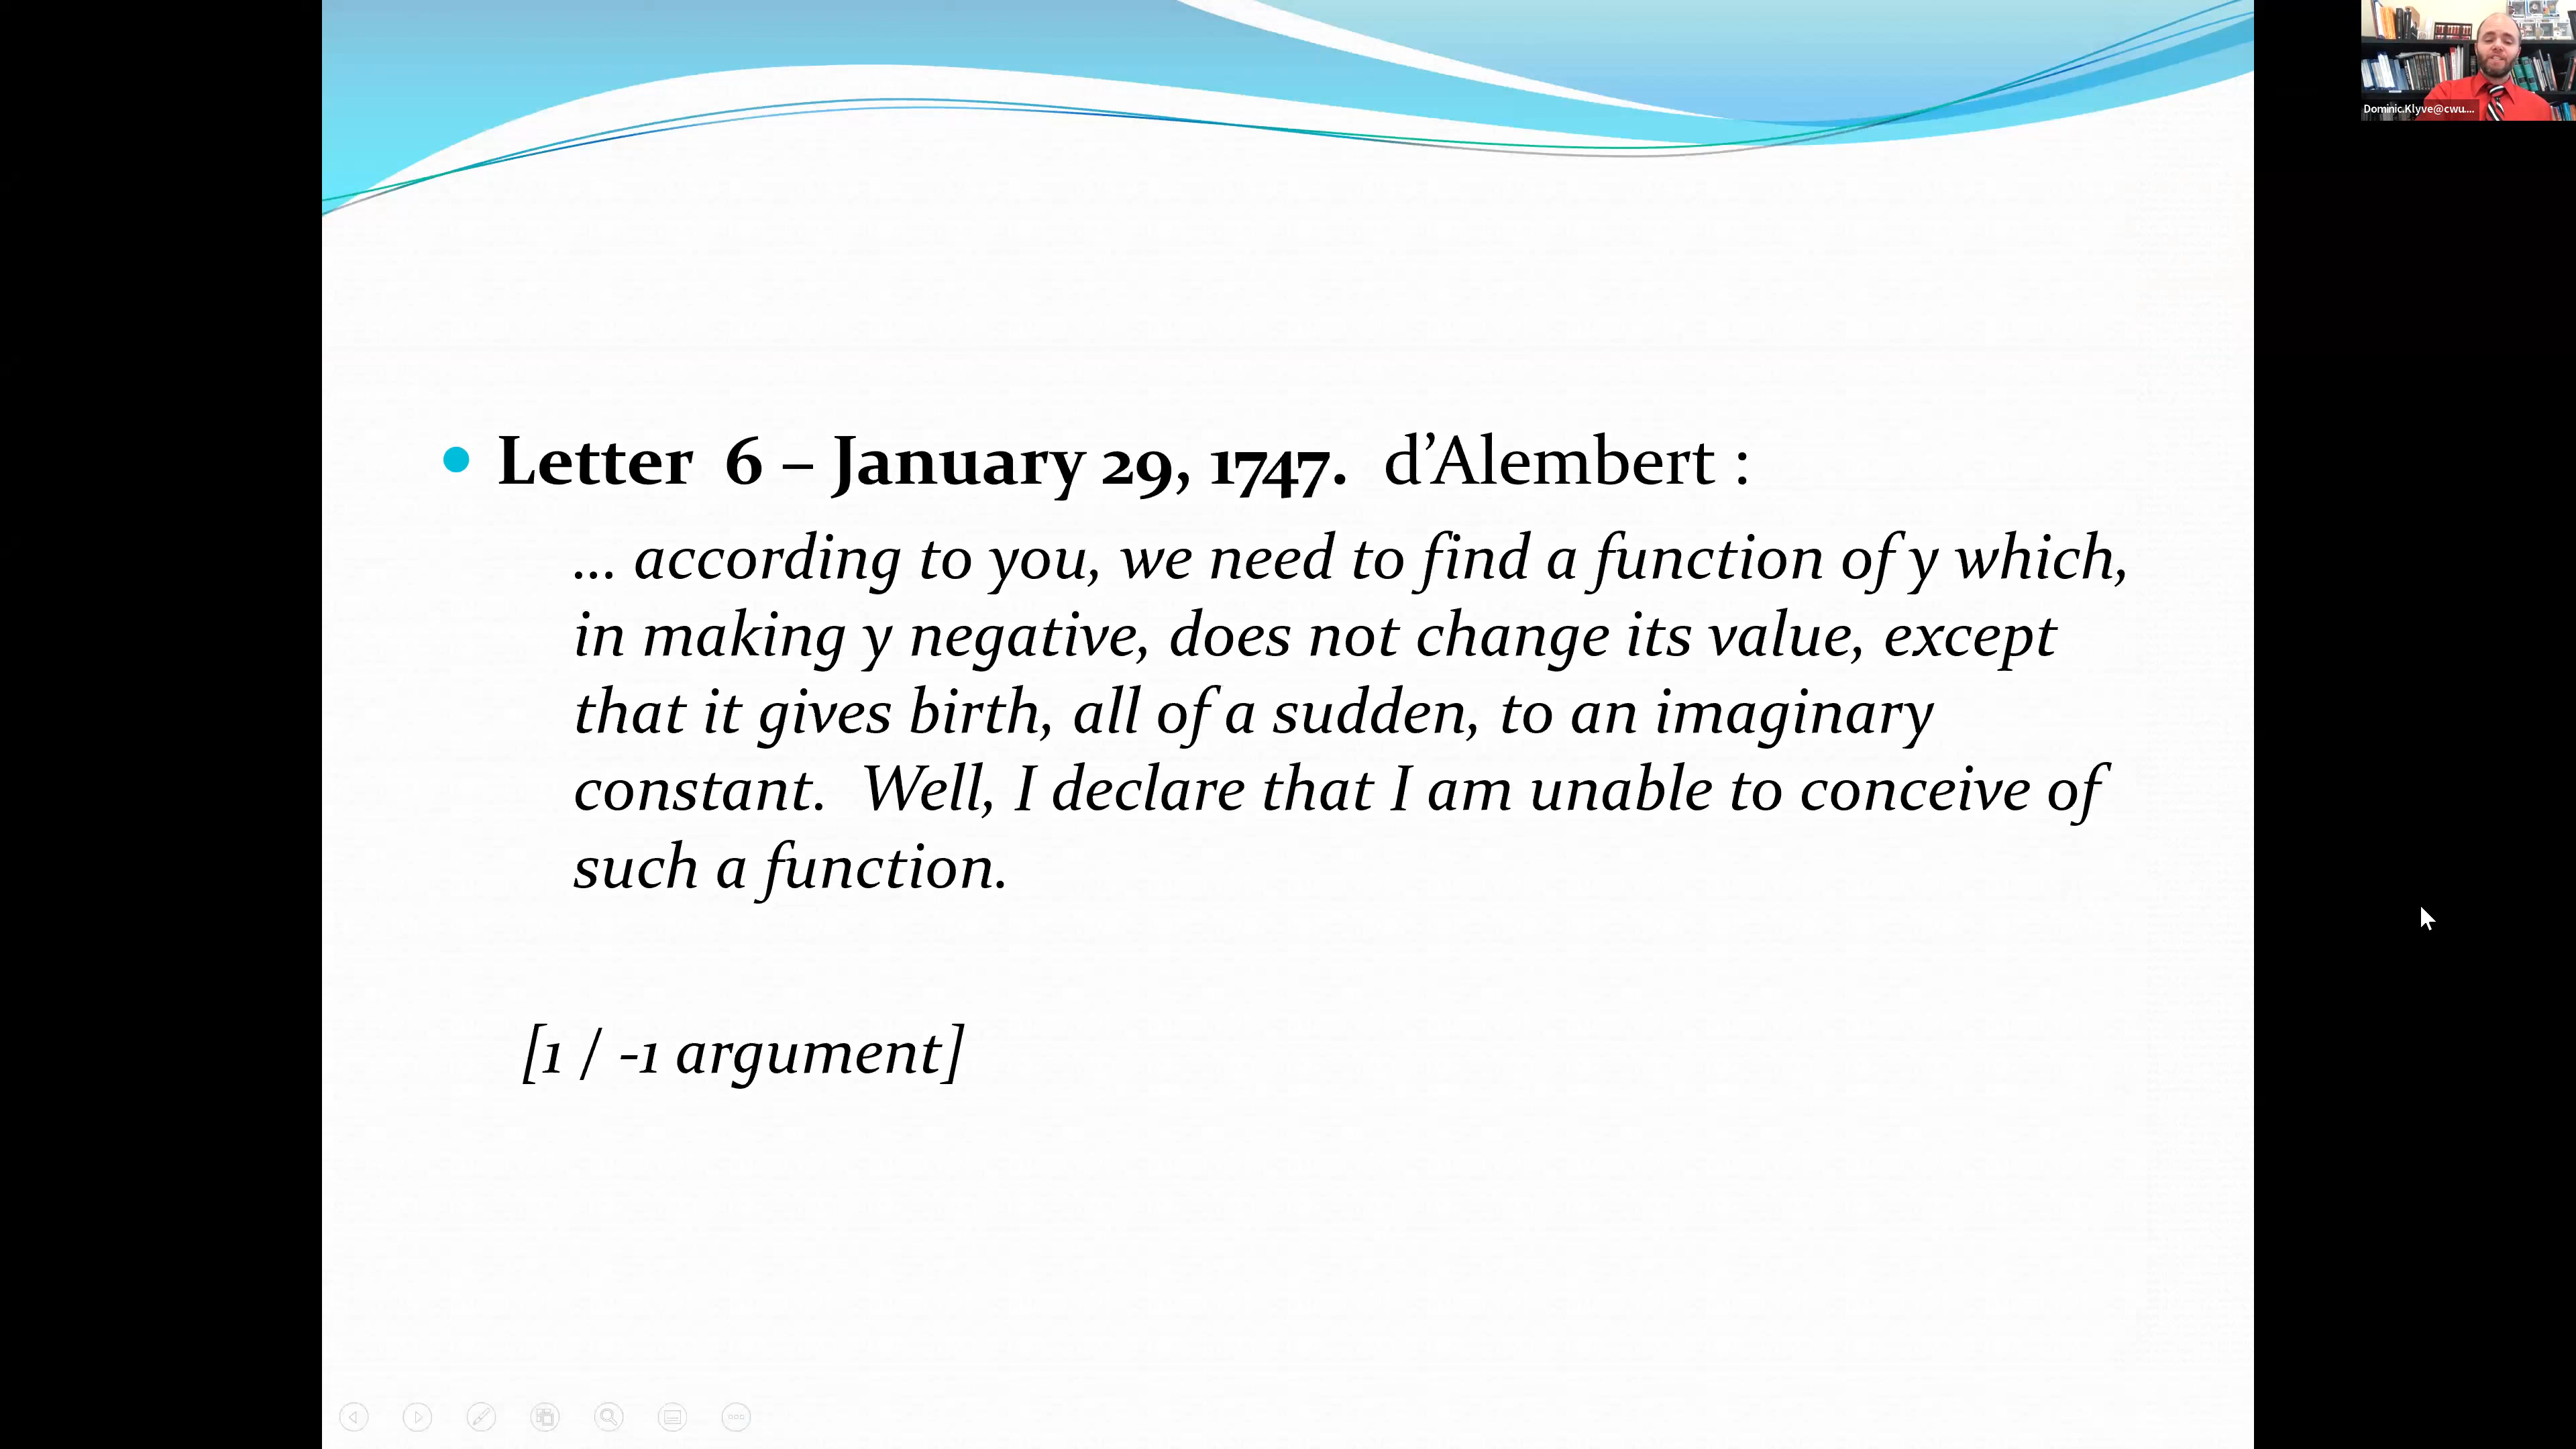 Dominic.Klyve@cwu....
Letter 6 – January 29, 1747. d’Alembert :
... according to you, we need to find a function of y which,
in making y negative, does not change its value, except
that it gives birth, all of a sudden, to an imaginary
constant. Well, I declare that I am unable to conceive of
such a function.
[1 / -1 argument]